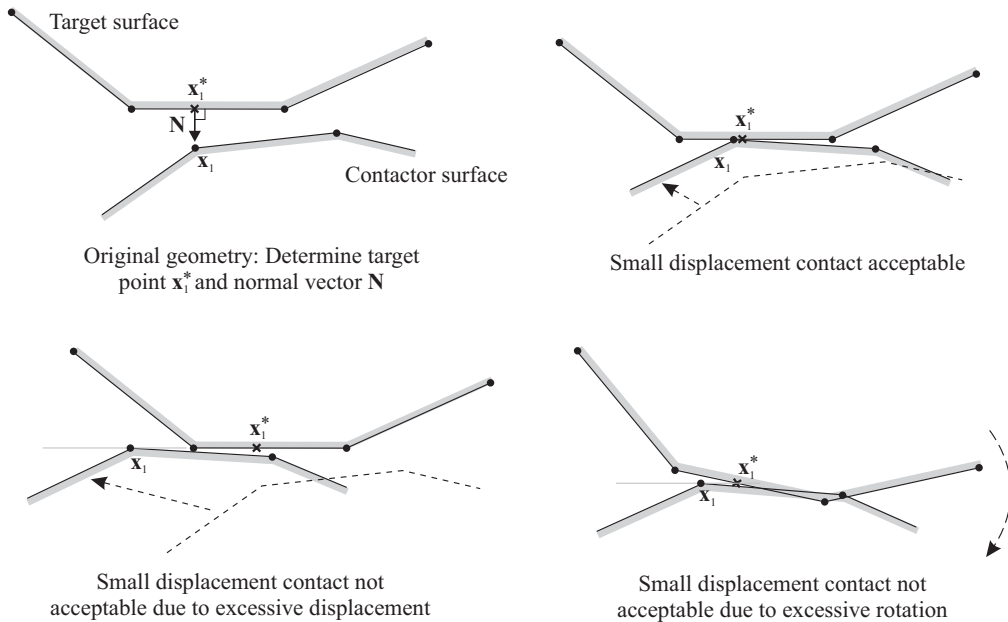 Target surface
x₁*
N
x₁
Contactor surface
Original geometry: Determine target
point x₁* and normal vector N
x₁*
x₁
Small displacement contact acceptable
x₁*
x₁
Small displacement contact not
acceptable due to excessive displacement
x₁*
x₁
Small displacement contact not
acceptable due to excessive rotation